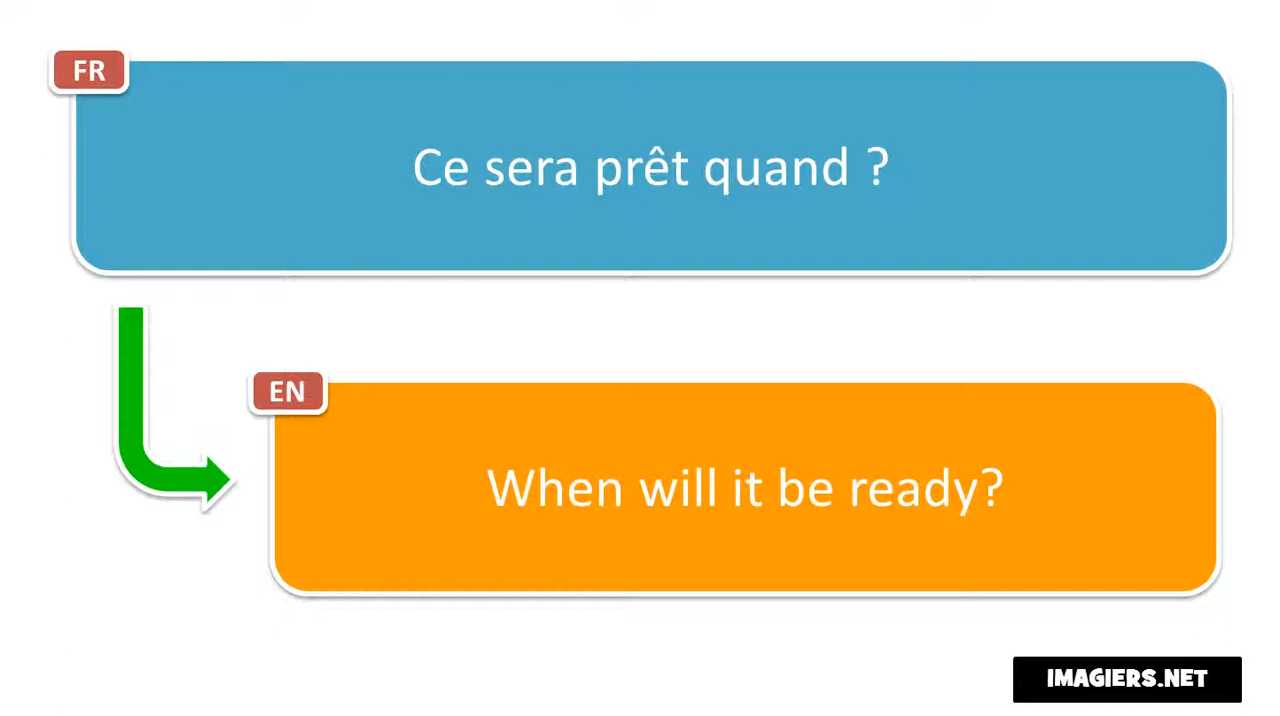 FR
Ce sera prêt quand ?
EN
When will it be ready?
IMAGIERS.NET